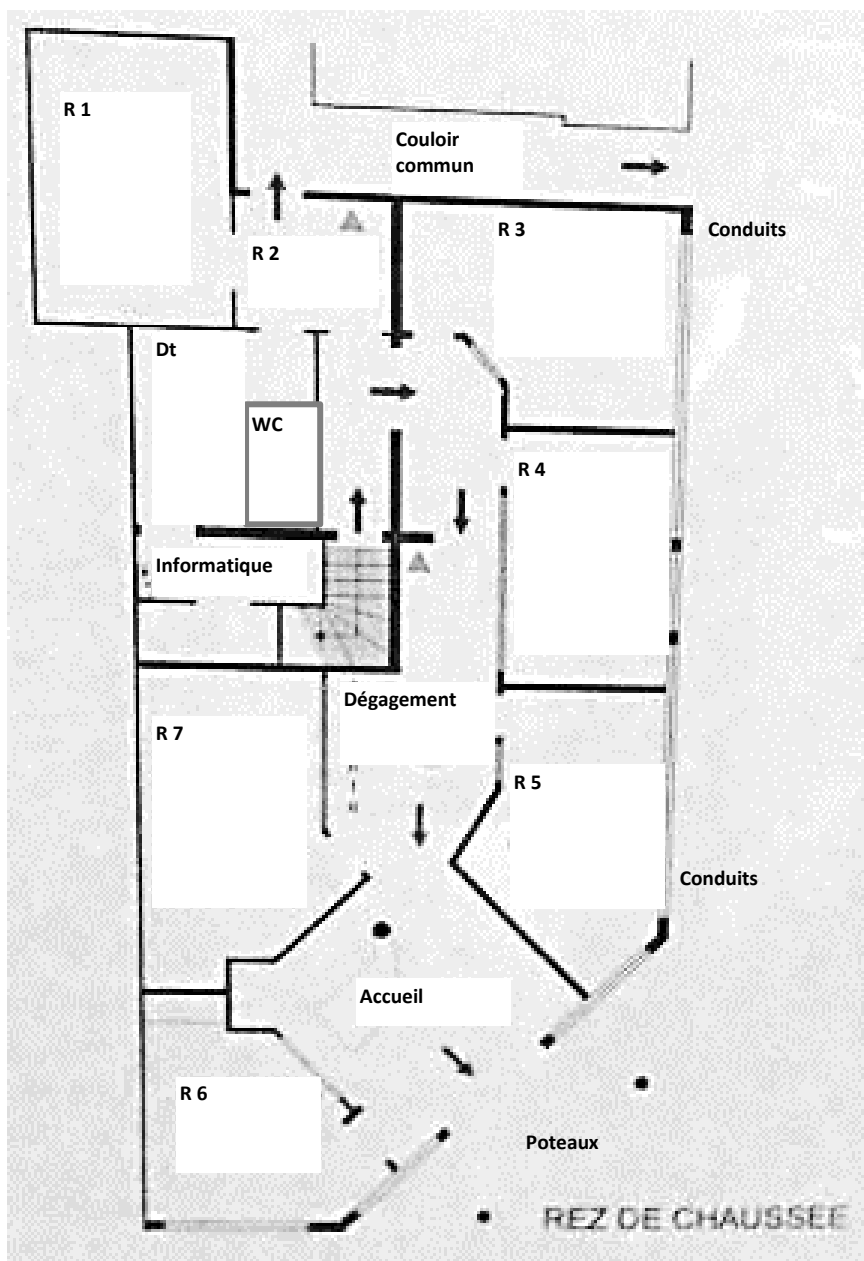 R 1
Couloir
commun
R 2
R 3
Conduits
Dt
WC
R 4
Informatique
Dégagement
R 7
R 5
Conduits
Accueil
R 6
Poteaux
REZ DE CHAUSSÉE